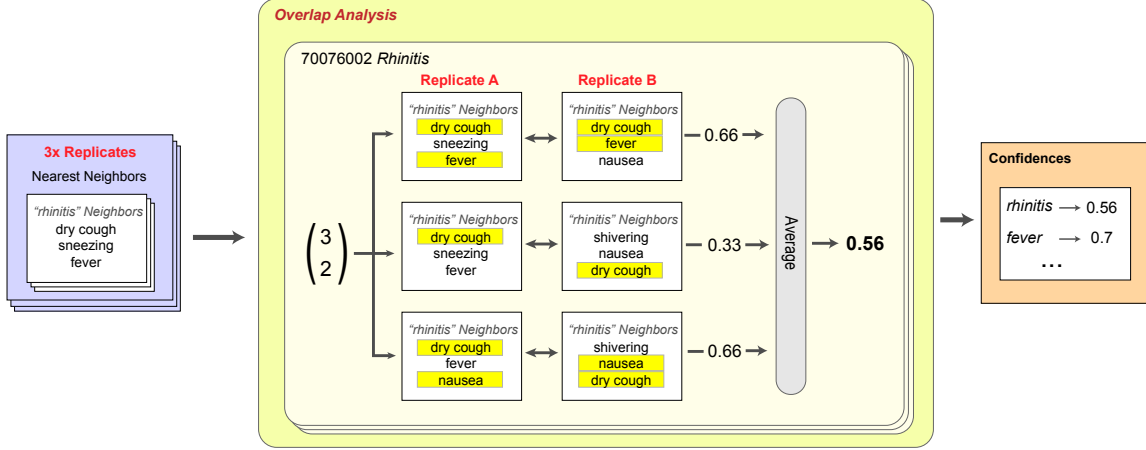 Overlap Analysis
70076002 Rhinitis
Replicate A
Replicate B
3x Replicates
Nearest Neighbors
"rhinitis" Neighbors
dry cough
sneezing
fever
(3 2)
"rhinitis" Neighbors
dry cough
sneezing
fever
"rhinitis" Neighbors
dry cough
fever
nausea
0.66
"rhinitis" Neighbors
dry cough
sneezing
fever
"rhinitis" Neighbors
shivering
nausea
dry cough
0.33
"rhinitis" Neighbors
dry cough
fever
nausea
"rhinitis" Neighbors
shivering
nausea
dry cough
0.66
Average
0.56
Confidences
rhinitis → 0.56
fever → 0.7
...